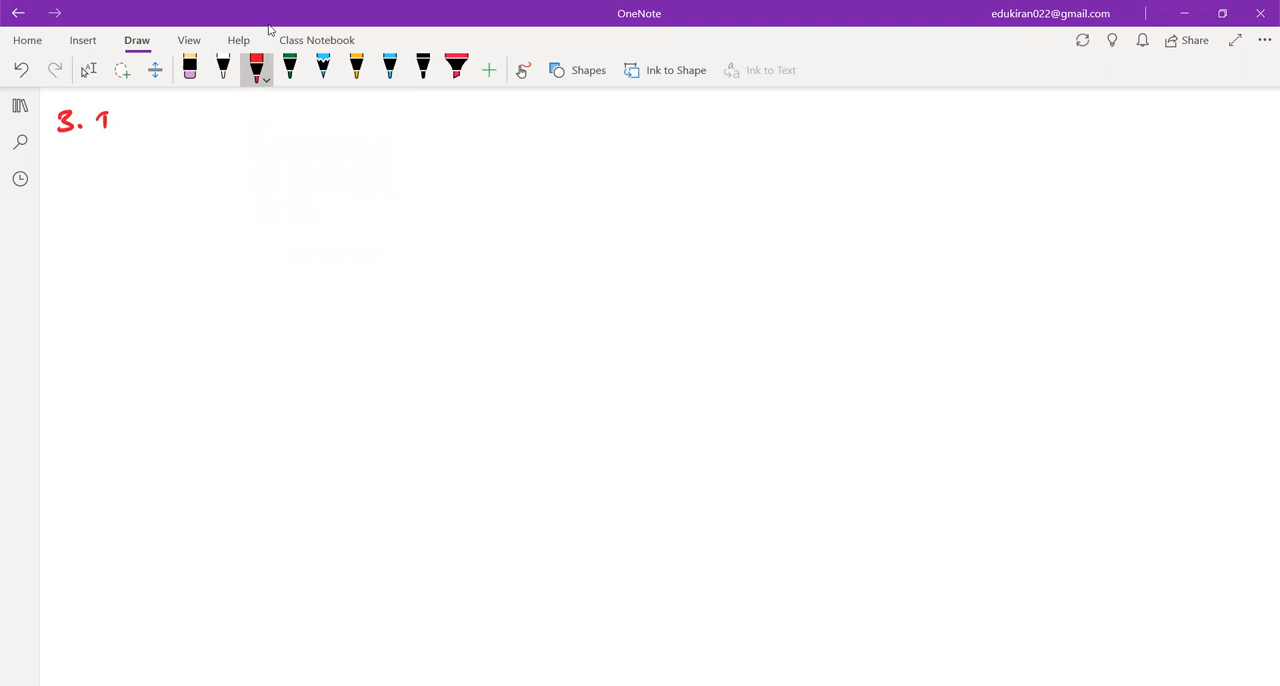 OneNote
edukiran022@gmail.com
Home Insert Draw View Help Class Notebook Share
Shapes Ink to Shape Ink to Text
3.